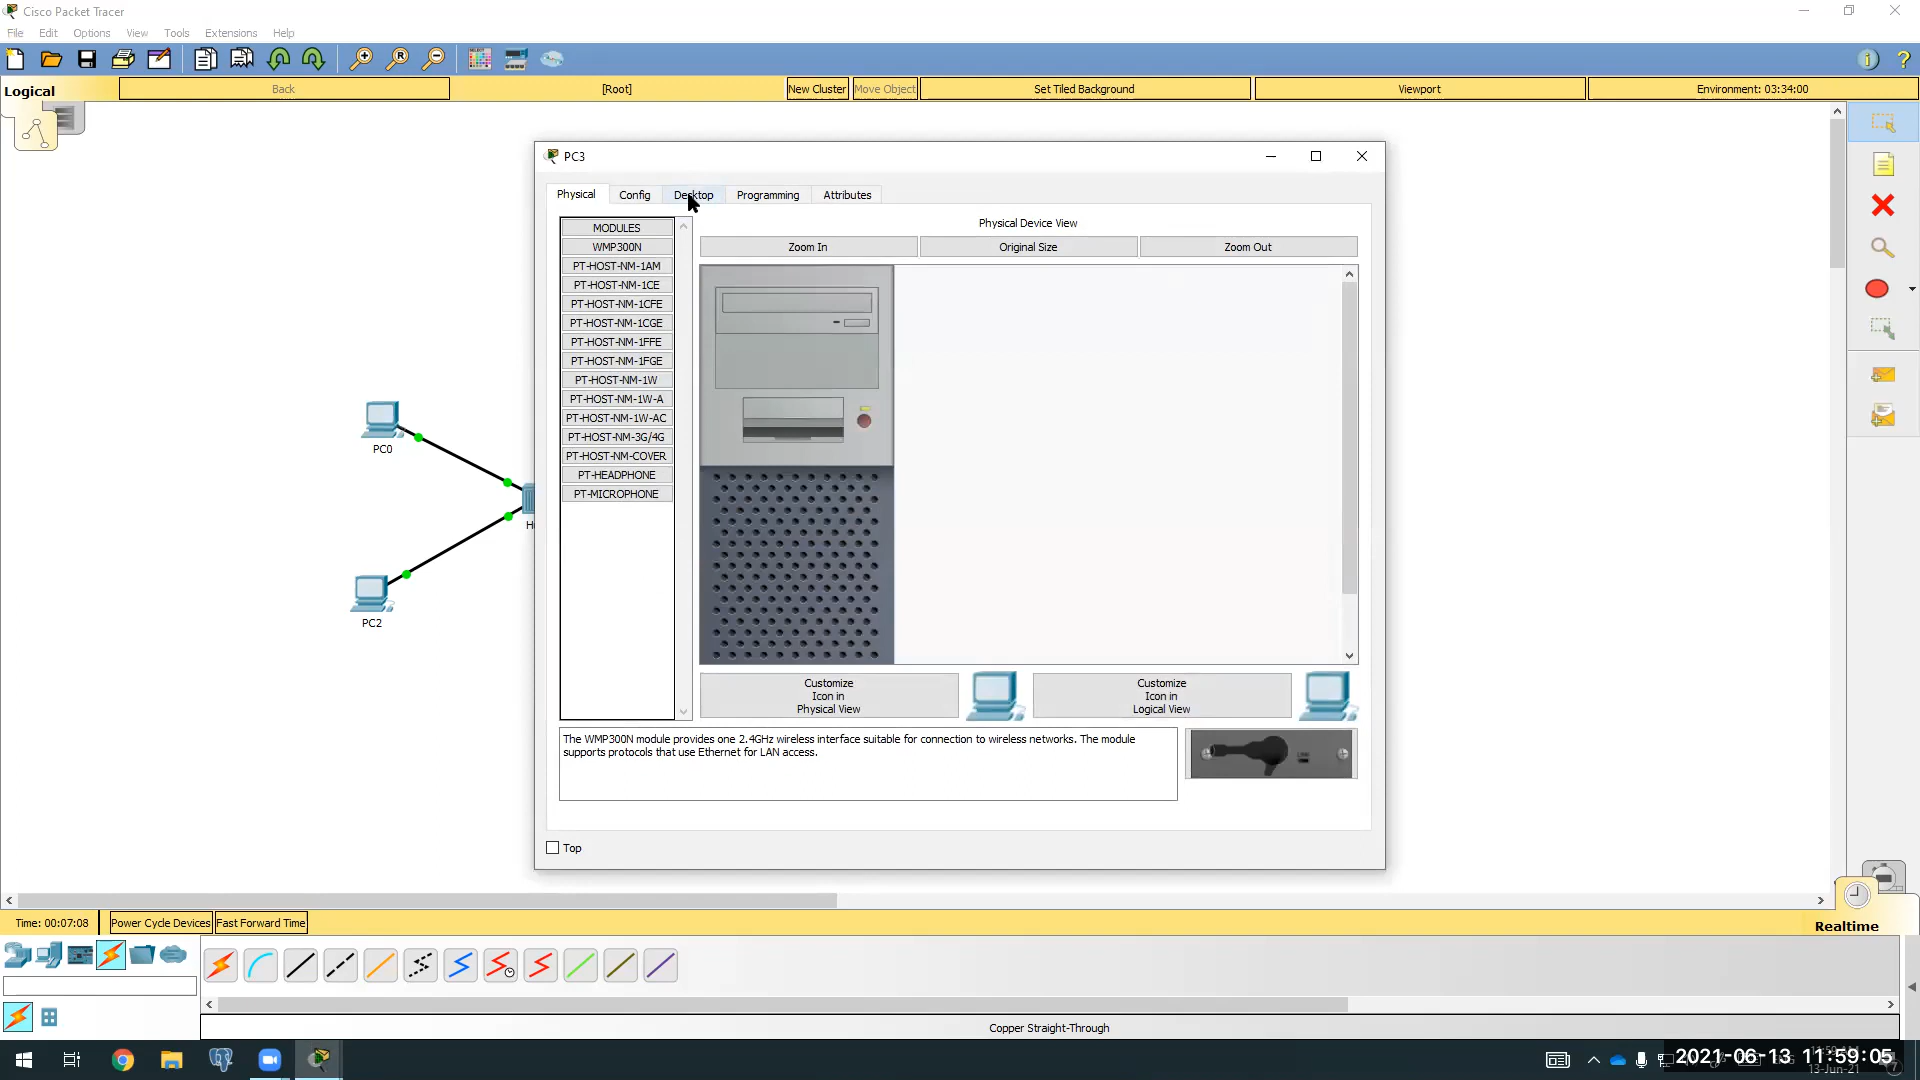 Cisco Packet Tracer
File Edit Options View Tools Extensions Help
Logical Back [Root] New Cluster Move Object Set Tiled Background Viewport Environment: 03:34:00
PC3
Physical Config Desktop Programming Attributes
MODULES
WMP300N
PT-HOST-NM-1AM
PT-HOST-NM-1CE
PT-HOST-NM-1CFE
PT-HOST-NM-1CGE
PT-HOST-NM-1FFE
PT-HOST-NM-1FGE
PT-HOST-NM-1W
PT-HOST-NM-1W-A
PT-HOST-NM-1W-AC
PT-HOST-NM-3G/4G
PT-HOST-NM-COVER
PT-HEADPHONE
PT-MICROPHONE
Physical Device View
Zoom In Original Size Zoom Out
PC0
PC2
Customize
Icon in
Physical View
Customize
Icon in
Logical View
The WMP300N module provides one 2.4GHz wireless interface suitable for connection to wireless networks. The module
supports protocols that use Ethernet for LAN access.
Top
Time: 00:07:08 Power Cycle Devices Fast Forward Time Realtime
Copper Straight-Through
2021-06-13 11:59:05
13-Jun-21